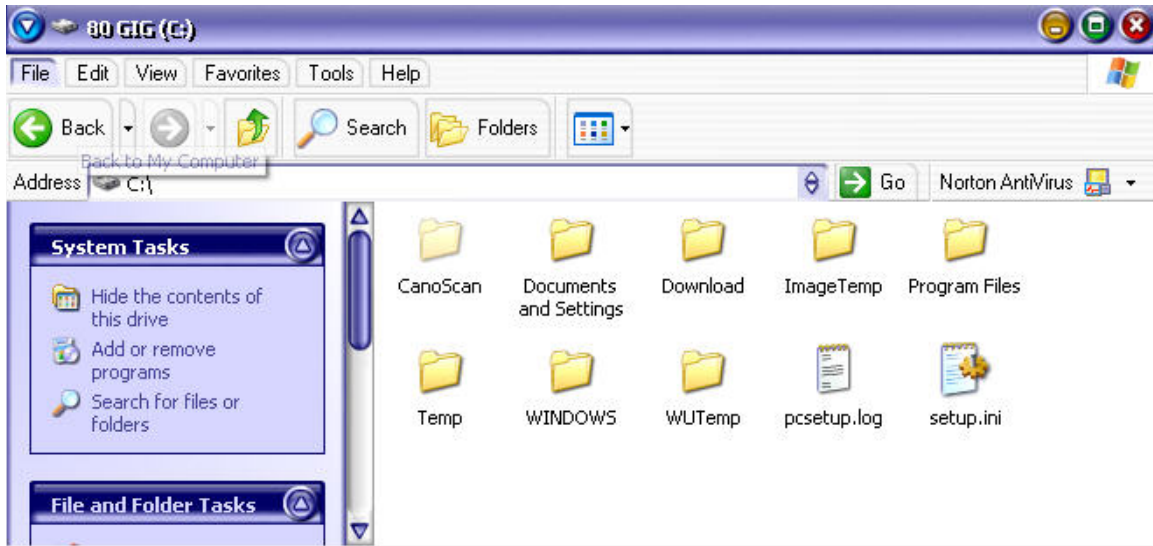 80 GIG (C:)
File Edit View Favorites Tools Help
Back Search Folders
Back to My Computer
Address C:\ Go Norton AntiVirus
System Tasks
Hide the contents of
this drive
Add or remove
programs
Search for files or
folders
File and Folder Tasks
CanoScan Documents
and Settings Download ImageTemp Program Files
Temp WINDOWS WUTemp pcsetup.log setup.ini